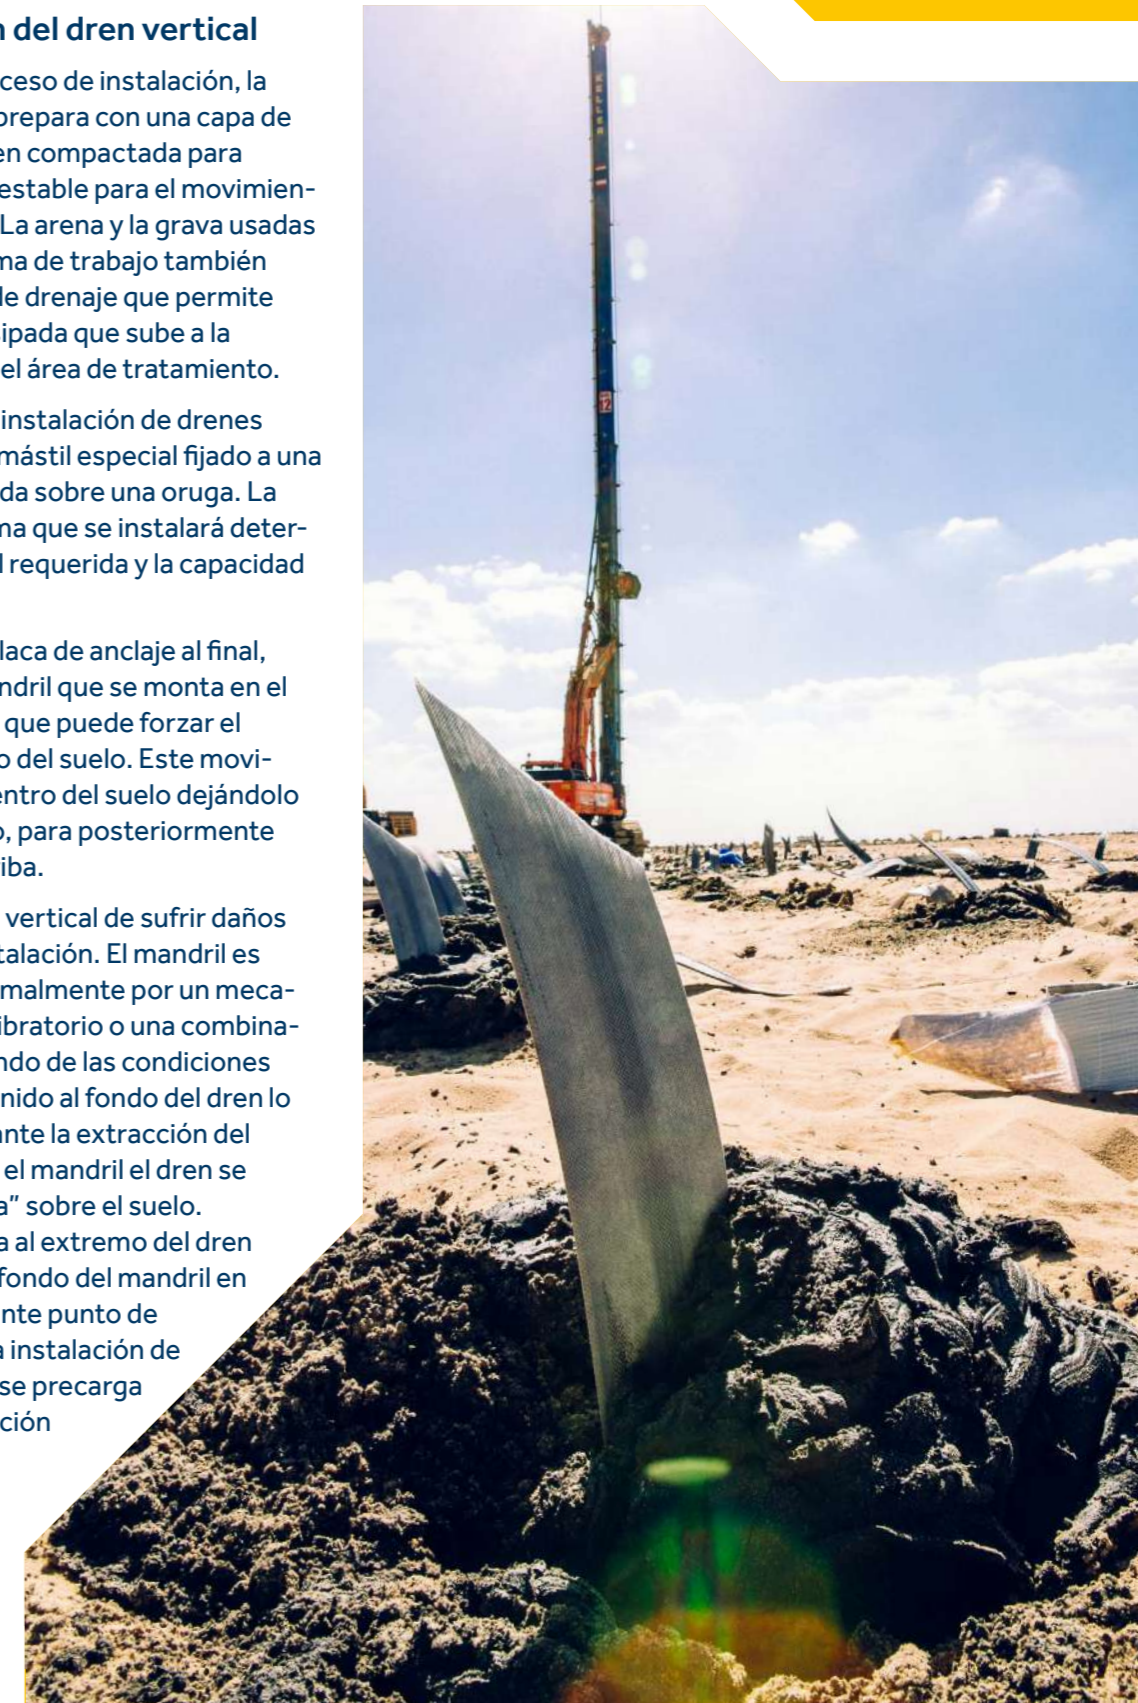 n del dren vertical
ceso de instalación, la
prepara con una capa de
en compactada para
estable para el movimien-
La arena y la grava usadas
ma de trabajo también
de drenaje que permite
sipada que sube a la
el área de tratamiento.
instalación de drenes
mástil especial fijado a una
da sobre una oruga. La
ma que se instalará deter-
d requerida y la capacidad
laca de anclaje al final,
ndril que se monta en el
que puede forzar el
o del suelo. Este movi-
entro del suelo dejándolo
o, para posteriormente
iba.
vertical de sufrir daños
talación. El mandril es
malmente por un meca-
ibratorio o una combina-
ndo de las condiciones
nido al fondo del dren lo
ante la extracción del
el mandril el dren se
a" sobre el suelo.
a al extremo del dren
fondo del mandril en
nte punto de
a instalación de
se precarga
ción
KELLER
12